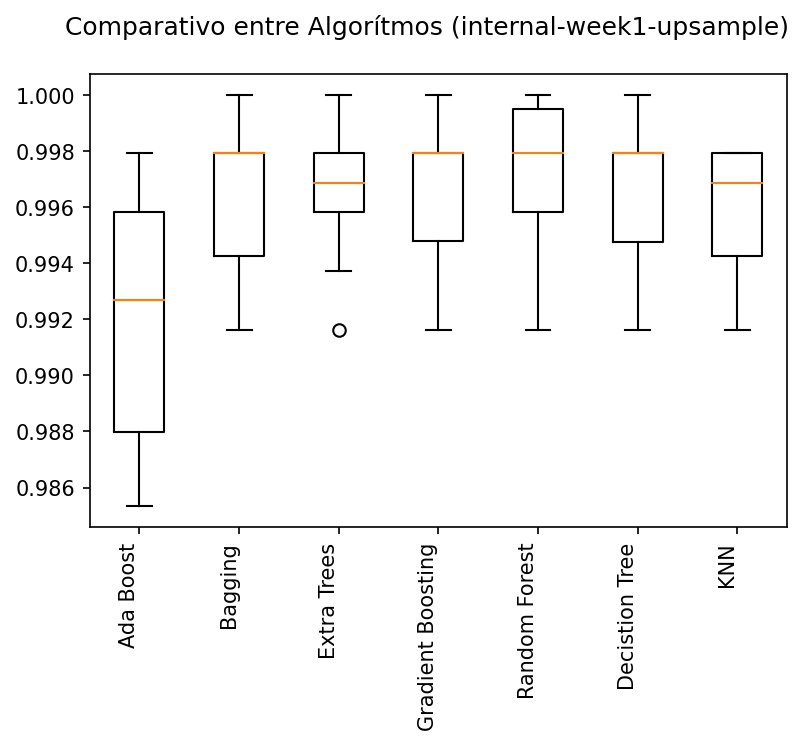 Comparativo entre Algorítmos (internal-week1-upsample)
1.000
0.998
0.996
0.994
0.992
0.990
0.988
0.986
Ada Boost
Bagging
Extra Trees
Gradient Boosting
Random Forest
Decistion Tree
KNN